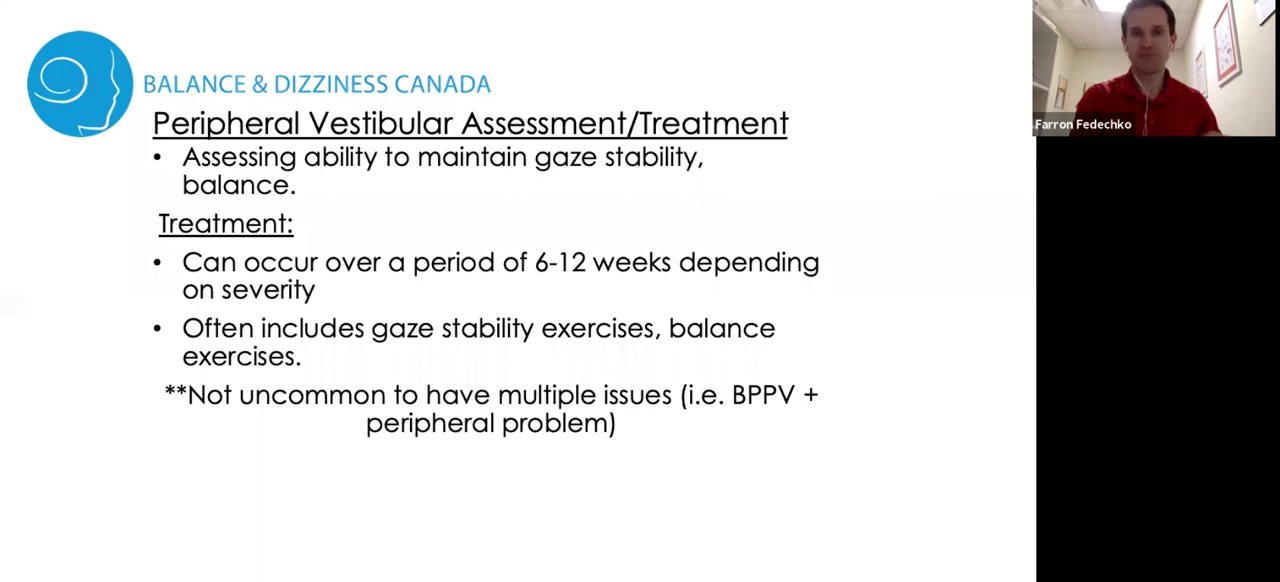 BALANCE & DIZZINESS CANADA
Peripheral Vestibular Assessment/Treatment
• Assessing ability to maintain gaze stability,
balance.
Treatment:
• Can occur over a period of 6-12 weeks depending
on severity
• Often includes gaze stability exercises, balance
exercises.
**Not uncommon to have multiple issues (i.e. BPPV +
peripheral problem)
Farron Fedechko